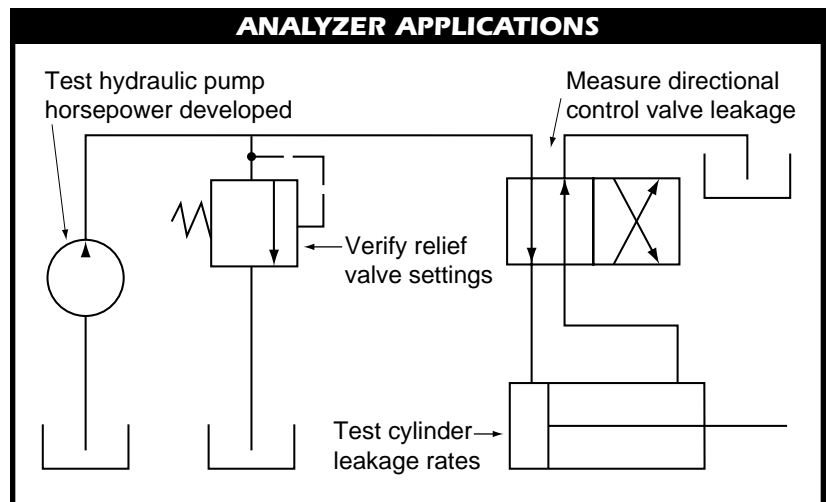 ANALYZER APPLICATIONS
Test hydraulic pump
horsepower developed
Measure directional
control valve leakage
Verify relief
valve settings
Test cylinder
leakage rates